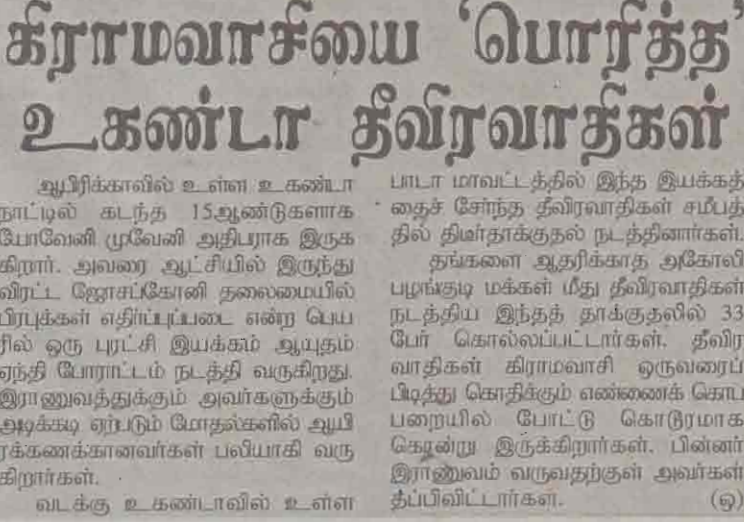 கிராமவாசியை 'பொரித்த'
உகண்டா தீவிரவாதிகள்
ஆபிரிக்காவில் உள்ள உகண்டா
நாட்டில் கடந்த 15ஆண்டுகளாக
யோவேனி முவேனி அதிபராக இருக
கிறார். அவரை ஆட்சியில் இருந்து
விரட்ட ஜோசப்கோனி தலைமையில்
பிரபுக்கள் எதிர்ப்புப்படை என்ற பெய
ரில் ஒரு புரட்சி இயக்கம் ஆயுதம்
ஏந்தி போராட்டம் நடத்தி வருகிறது.
இராணுவத்துக்கும் அவர்களுக்கும்
அடிக்கடி ஏற்படும் மோதல்களில் ஆயி
ரக்கணக்கானவர்கள் பலியாகி வரு
கிறார்கள்.
வடக்கு உகண்டாவில் உள்ள
பாடா மாவட்டத்தில் இந்த இயக்கத்
தைச் சேர்ந்த தீவிரவாதிகள் சமீபத்
தில் திடீர்தாக்குதல் நடத்தினார்கள்.
தங்களை ஆதரிக்காத அகோலி
பழங்குடி மக்கள் மீது தீவிரவாதிகள்
நடத்திய இந்தத் தாக்குதலில் 33
பேர் கொல்லப்பட்டார்கள். தீவிர
வாதிகள் கிராமவாசி ஒருவரைப்
பிடித்து கொதிக்கும் எண்ணைக் கொப
பறையில் போட்டு கொடூரமாக
கொன்று இருக்கிறார்கள். பின்னர்
இராணுவம் வருவதற்குள் அவர்கள்
தப்பிவிட்டார்கள். (ஓ)